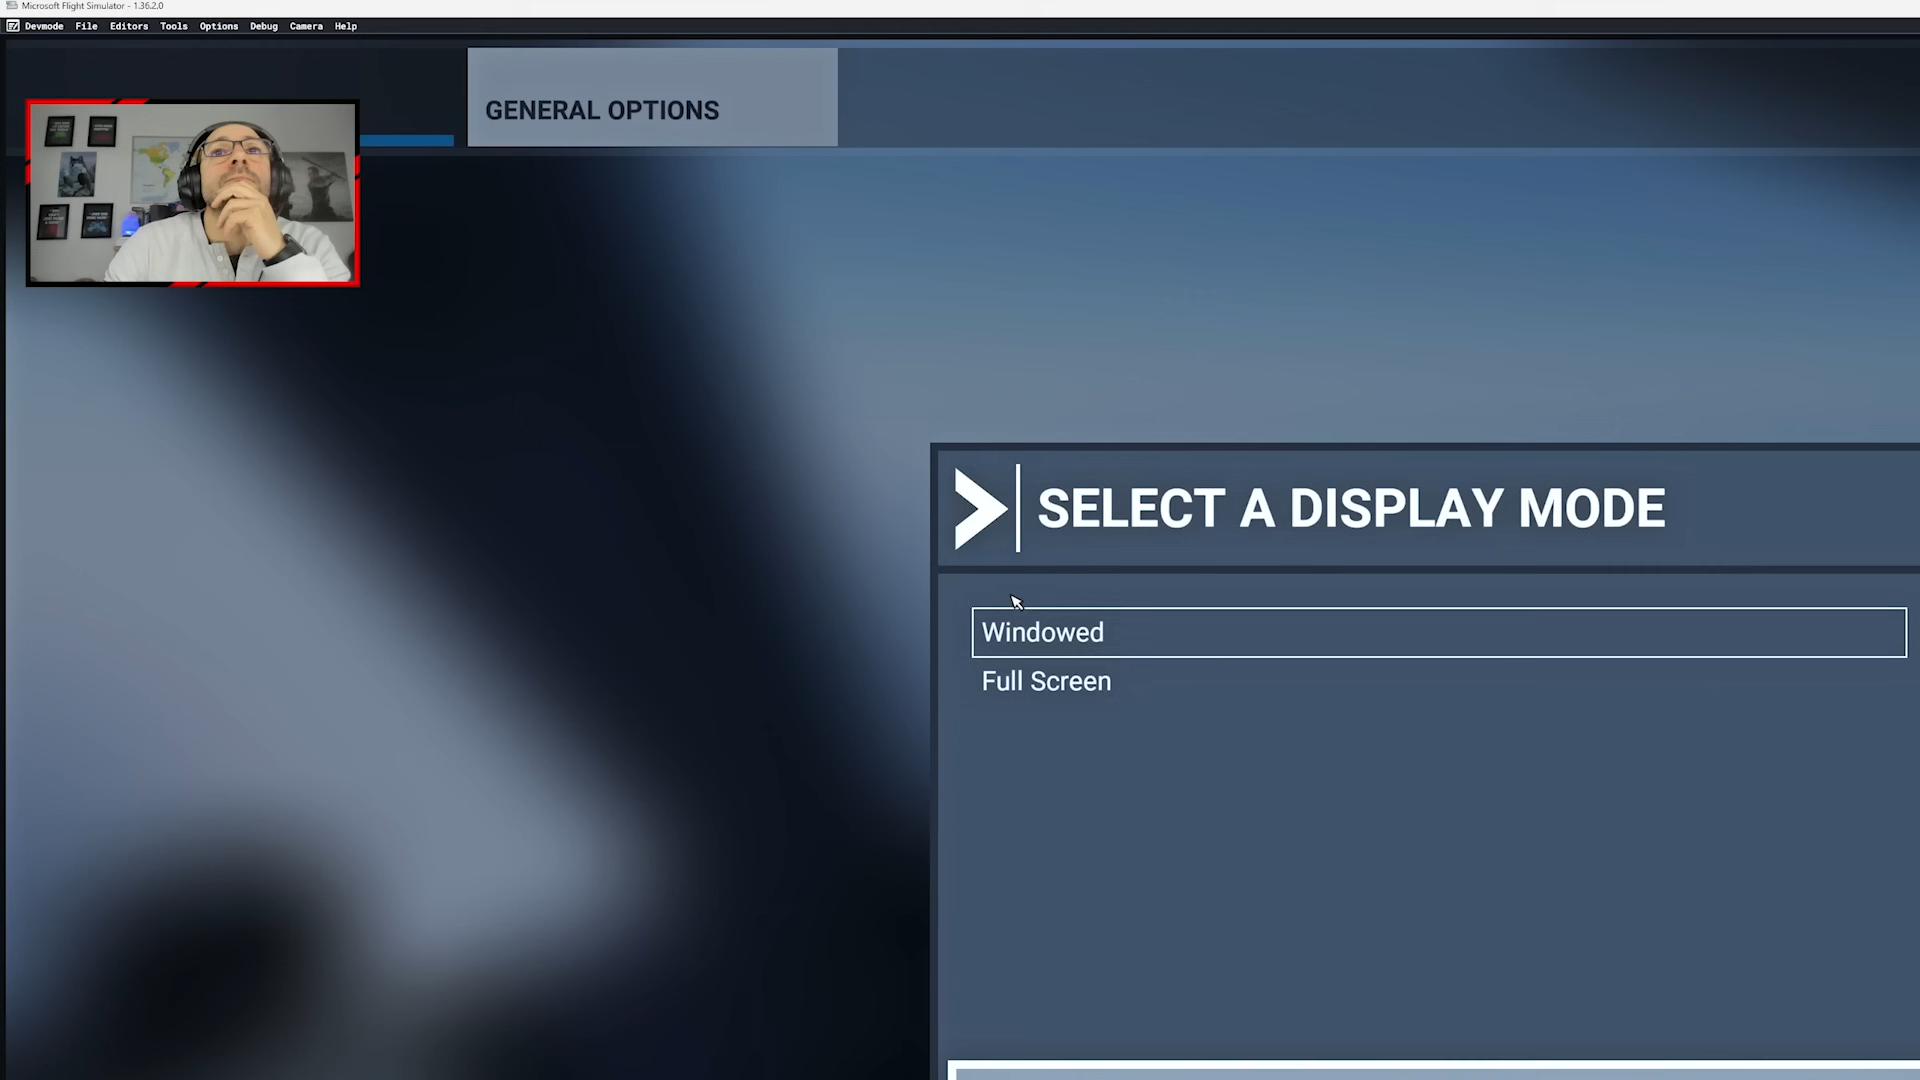 Microsoft Flight Simulator - 1.36.2.0
Devmode File Editors Tools Options Debug Camera Help
GENERAL OPTIONS
SELECT A DISPLAY MODE
Windowed
Full Screen